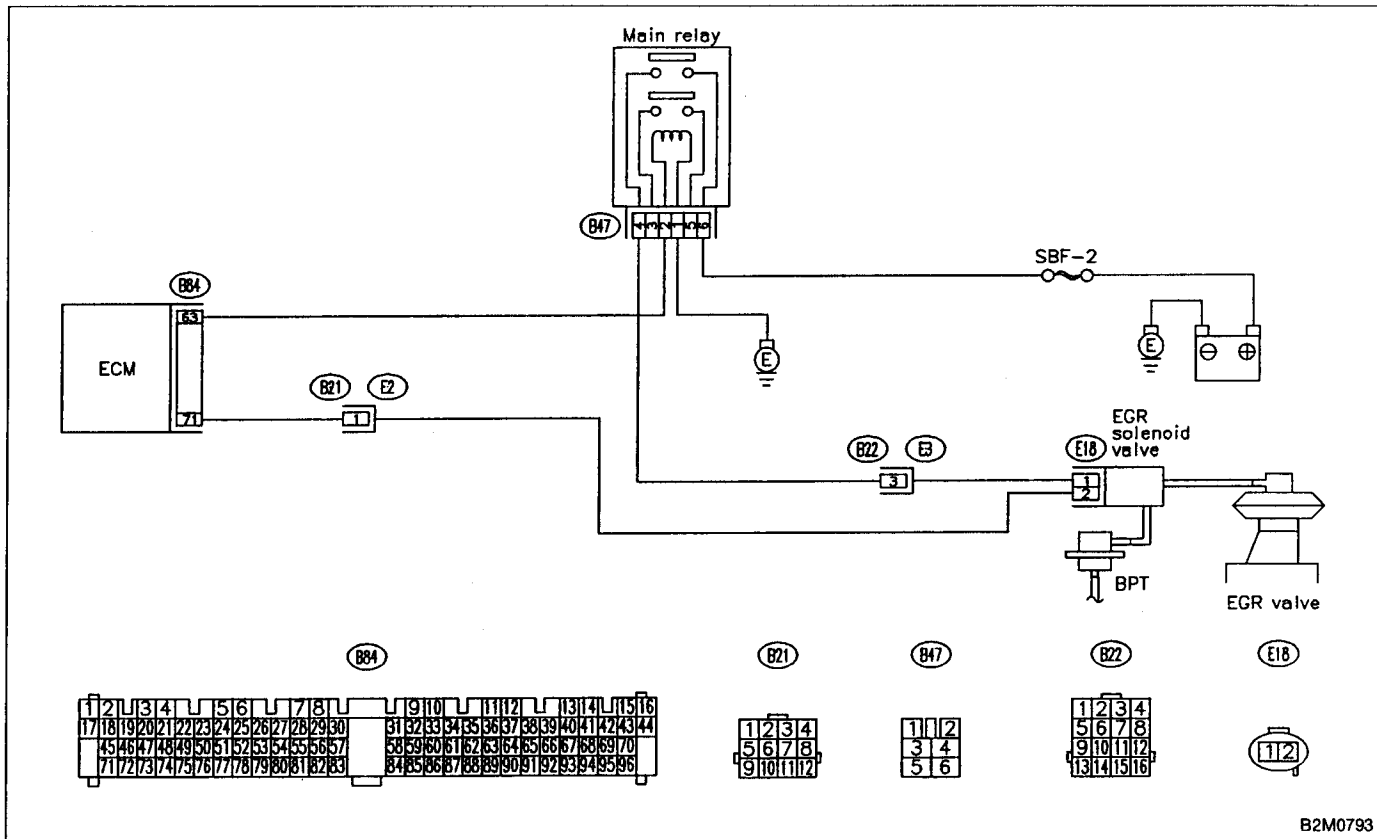 Main relay
B47
4 3 2 1 5 6
SBF-2
B84
63
E
E
⊖ ⊕
ECM
B21 E2
71
1
EGR
solenoid
valve
B22 E3 E18
3
1
2
BPT
EGR valve
B84 B21 B47 B22 E18
1 2 3 4 5 6 7 8 9 10 11 12 13 14 15 16
17 18 19 20 21 22 23 24 25 26 27 28 29 30 31 32 33 34 35 36 37 38 39 40 41 42 43 44
45 46 47 48 49 50 51 52 53 54 55 56 57 58 59 60 61 62 63 64 65 66 67 68 69 70
71 72 73 74 75 76 77 78 79 80 81 82 83 84 85 86 87 88 89 90 91 92 93 94 95 96
1 2 3 4
5 6 7 8
9 10 11 12
1 2
3 4
5 6
1 2 3 4
5 6 7 8
9 10 11 12
13 14 15 16
1 2
B2M0793